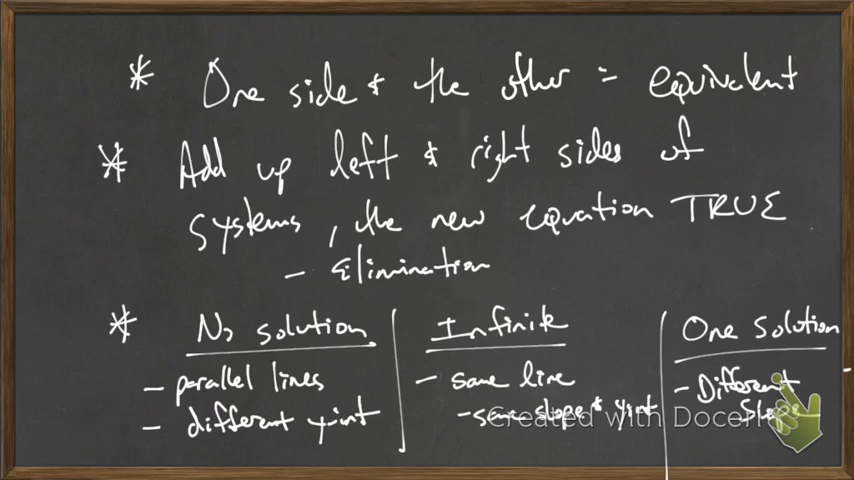 * One side & the other = equivalent
* Add up left & right sides of
systems, the new equation TRUE
- Elimination
* No solution
- parallel lines
- different y-int
Infinite
- same line
- same slope & y-int
One Solution
- Different
Slope
Created with Doceri